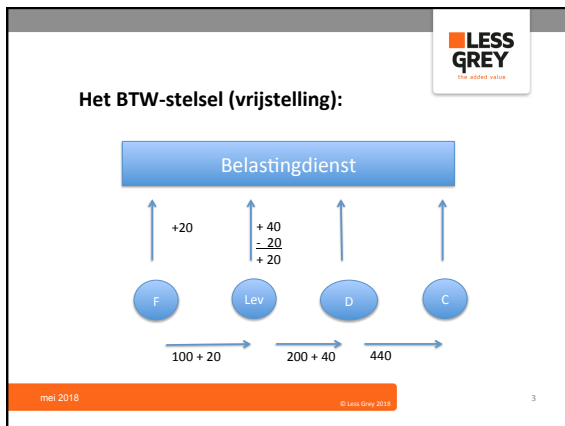 LESS
GREY
the added value
Het BTW-stelsel (vrijstelling):
Belastingdienst
+20
+ 40
- 20
+ 20
F
Lev
D
C
100 + 20
200 + 40
440
mei 2018
© Less Grey 2018
3